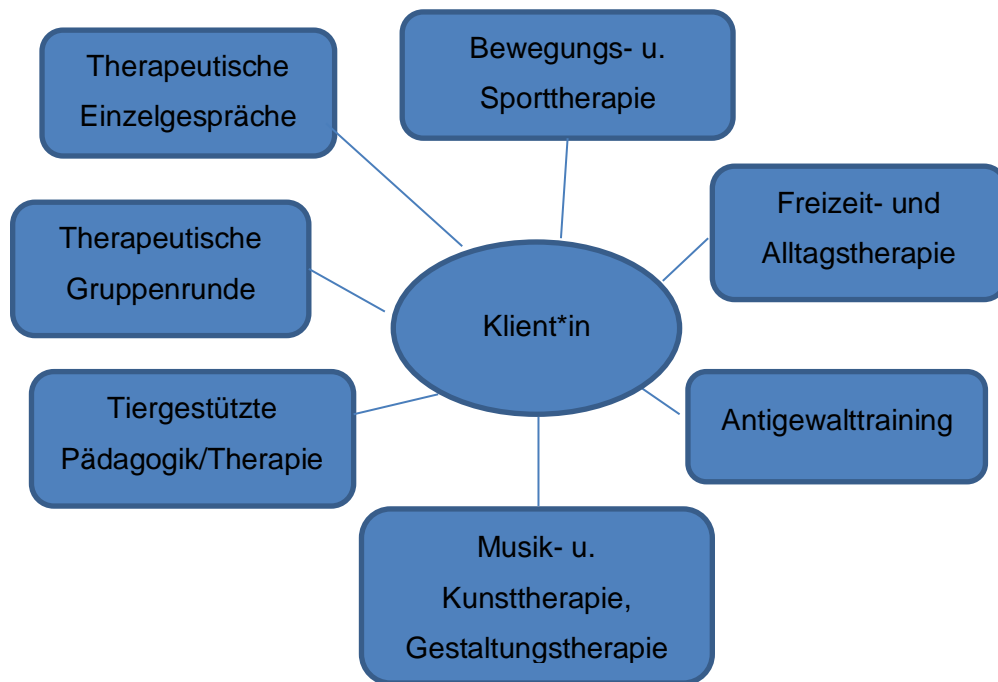 Therapeutische
Einzelgespräche
Bewegungs- u.
Sporttherapie
Freizeit- und
Alltagstherapie
Therapeutische
Gruppenrunde
Klient*in
Tiergestützte
Pädagogik/Therapie
Antigewalttraining
Musik- u.
Kunsttherapie,
Gestaltungstherapie